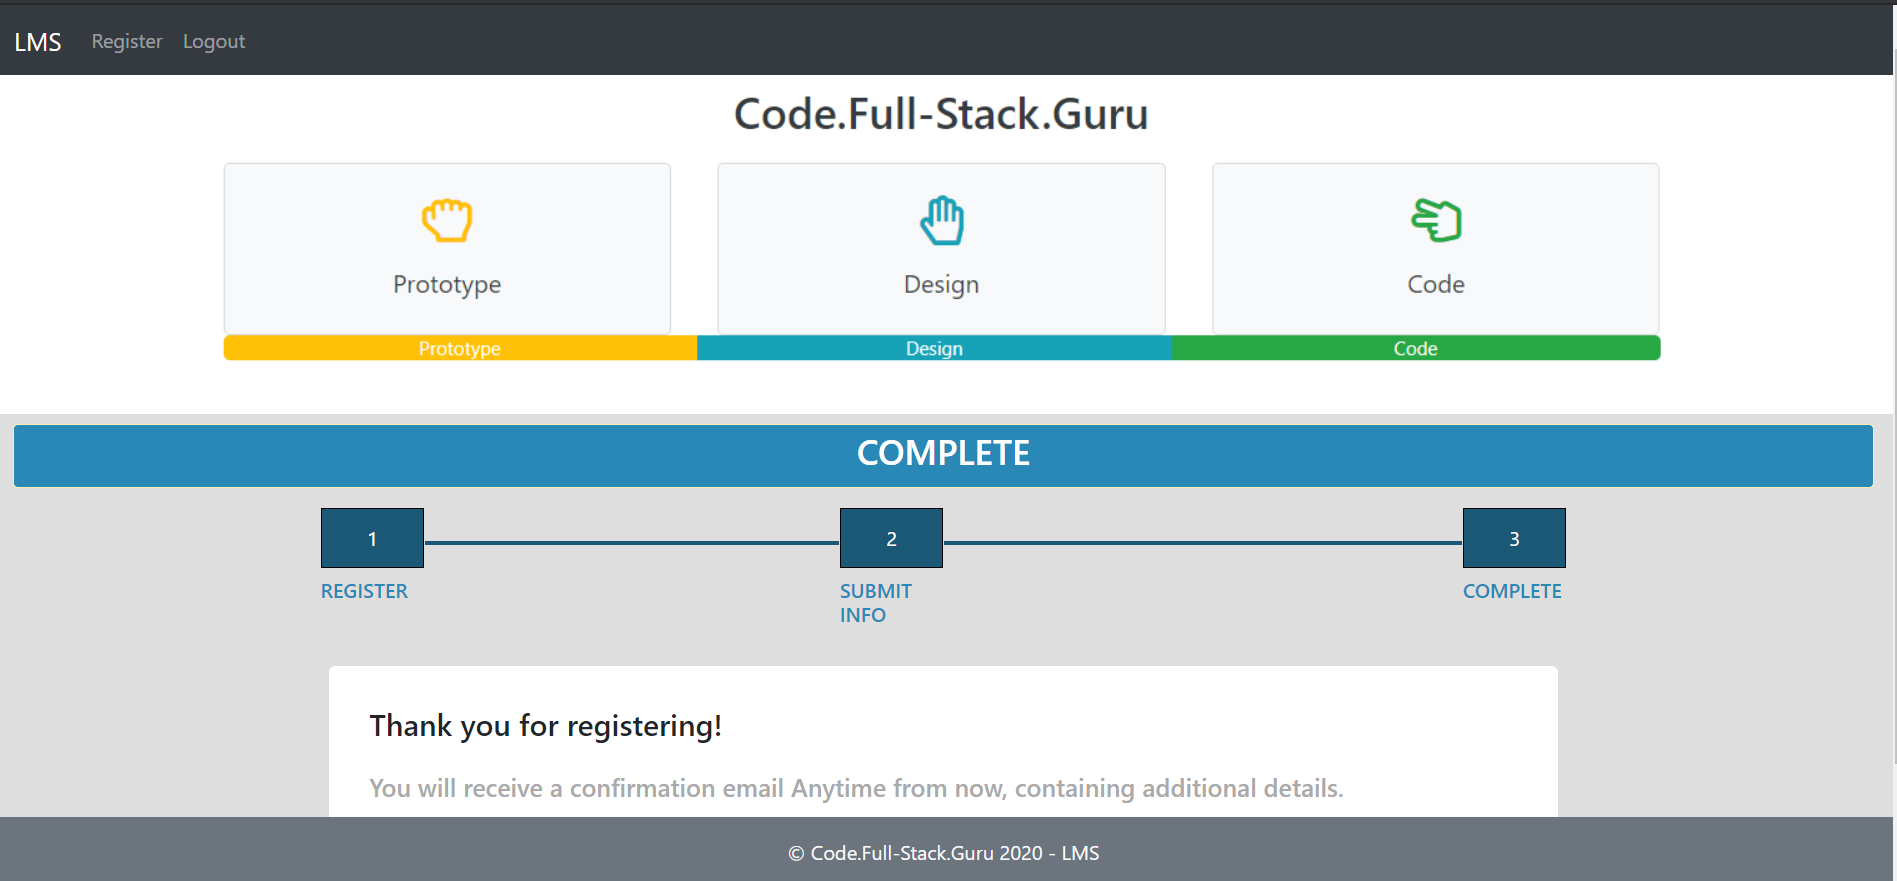 LMS Register Logout
Code.Full-Stack.Guru
Prototype Design Code
Prototype Design Code
COMPLETE
1 2 3
REGISTER SUBMIT COMPLETE
INFO
Thank you for registering!
You will receive a confirmation email Anytime from now, containing additional details.
© Code.Full-Stack.Guru 2020 - LMS